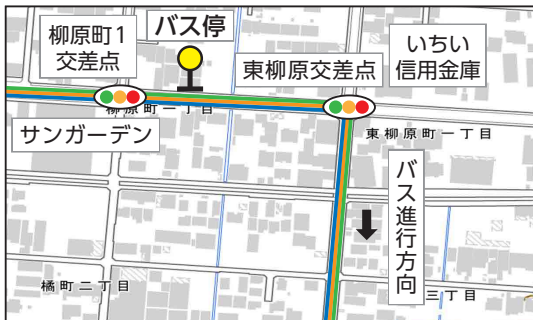 柳原町1
交差点
バス停
東柳原交差点
いちい
信用金庫
柳原町一丁目
サンガーデン
東柳原町一丁目
バス進行方向
橘町二丁目
三丁目